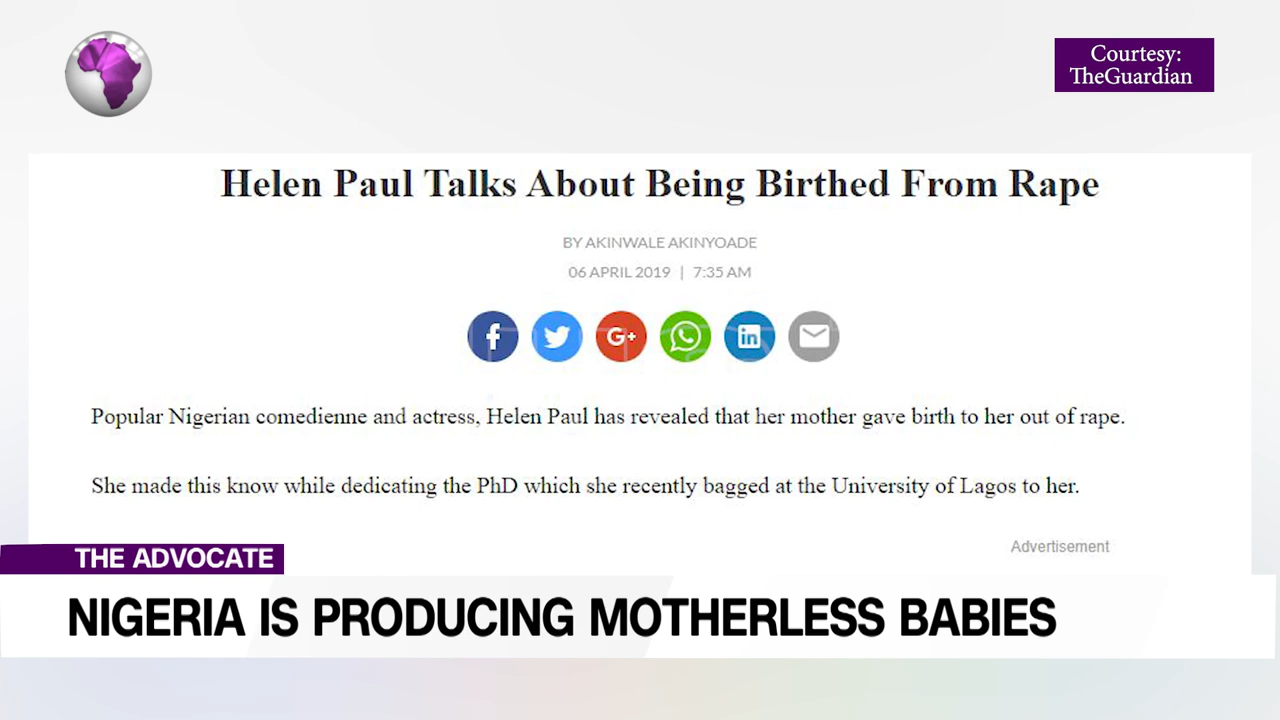 Courtesy:
TheGuardian
Helen Paul Talks About Being Birthed From Rape
BY AKINWALE AKINYOADE
06 APRIL 2019 | 7:35 AM
Popular Nigerian comedienne and actress, Helen Paul has revealed that her mother gave birth to her out of rape.
She made this know while dedicating the PhD which she recently bagged at the University of Lagos to her.
Advertisement
THE ADVOCATE
NIGERIA IS PRODUCING MOTHERLESS BABIES